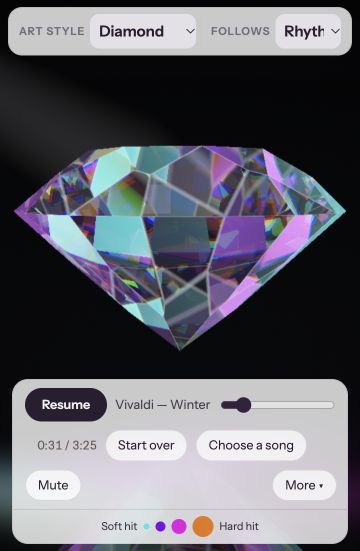 ART STYLE Diamond FOLLOWS Rhyth
Resume Vivaldi — Winter
0:31 / 3:25 Start over Choose a song
Mute More ▾
Soft hit Hard hit